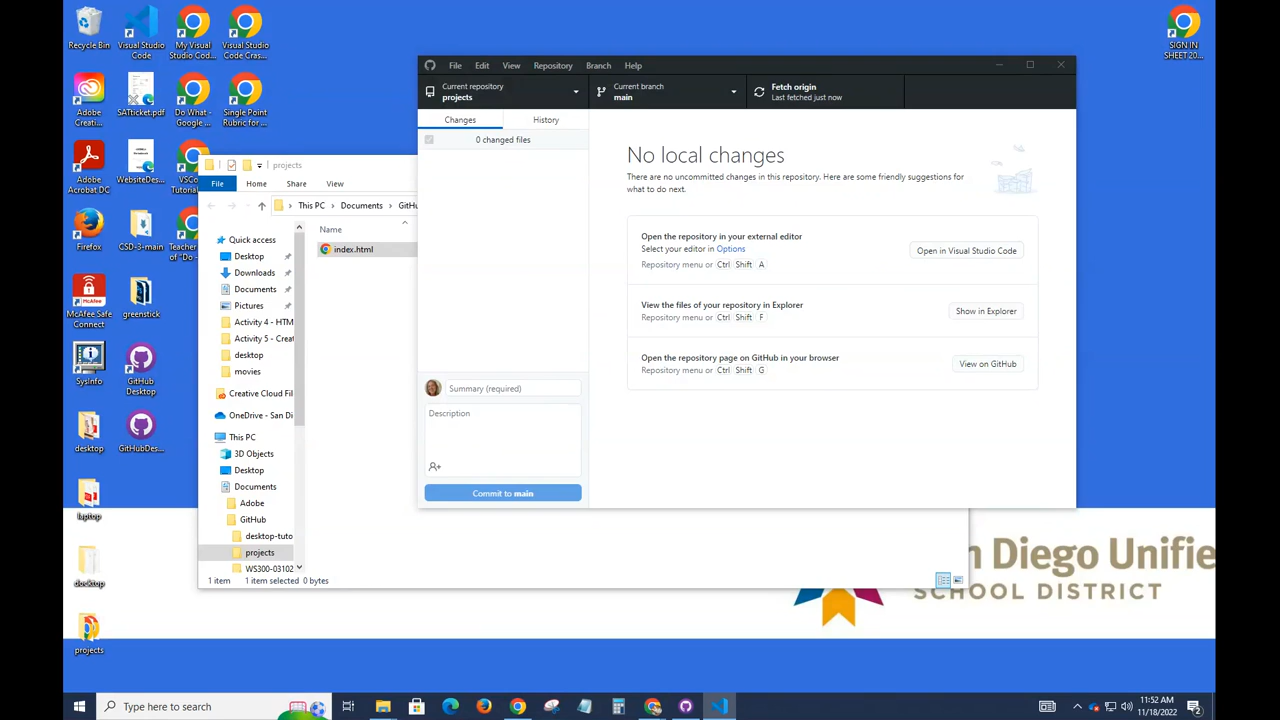 Recycle Bin
Visual Studio
Code
My Visual
Studio Cod...
Visual Studio
Code Cras...
SIGN IN
SHEET 20...
Adobe
Creati...
SATticket.pdf
Do What -
Google ...
Single Point
Rubric for ...
Adobe
Acrobat DC
WebsiteDes...
VSCo
Tutorial
Firefox
CSD-3-main
Teacher
of "Do -
McAfee Safe
Connect
greenstick
SysInfo
GitHub
Desktop
desktop
GitHubDes...
laptop
docktop
projects
projects
File
Home
Share
View
This PC
Documents
GitHu
Name
index.html
Quick access
Desktop
Downloads
Documents
Pictures
Activity 4 - HTM
Activity 5 - Creat
desktop
movies
Creative Cloud Fil
OneDrive - San Di
This PC
3D Objects
Desktop
Documents
Adobe
GitHub
desktop-tuto
projects
WS300-03102
1 item
1 item selected 0 bytes
File
Edit
View
Repository
Branch
Help
Current repository
projects
Current branch
main
Fetch origin
Last fetched just now
Changes
History
0 changed files
No local changes
There are no uncommitted changes in this repository. Here are some friendly suggestions for
what to do next.
Open the repository in your external editor
Select your editor in Options
Repository menu or Ctrl Shift A
Open in Visual Studio Code
View the files of your repository in Explorer
Repository menu or Ctrl Shift F
Show in Explorer
Open the repository page on GitHub in your browser
Repository menu or Ctrl Shift G
View on GitHub
Summary (required)
Description
Commit to main
n Diego Unifie
SCHOOL DISTRICT
Type here to search
11:52 AM
11/18/2022
2